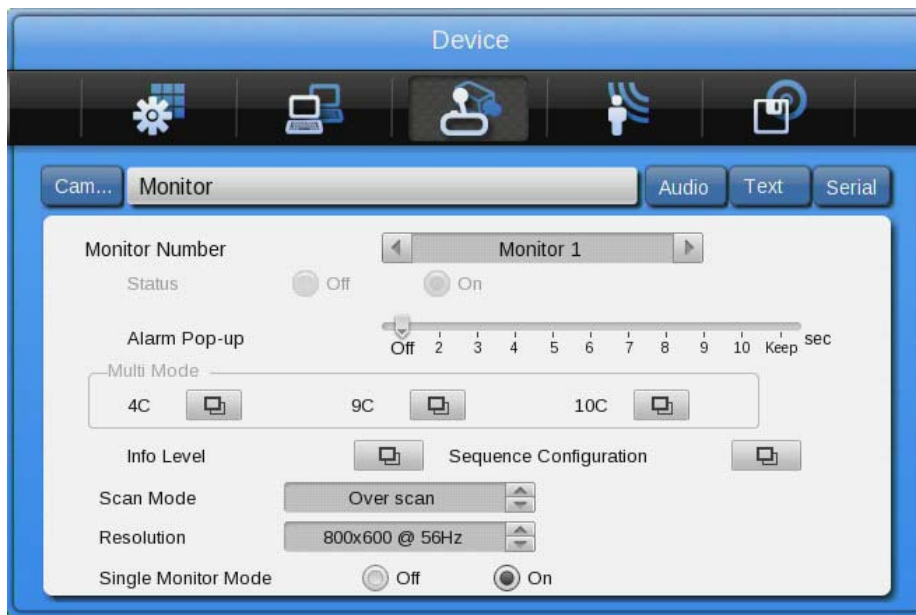 Device
Cam... Monitor Audio Text Serial
Monitor Number Monitor 1
Status Off On
Alarm Pop-up Off 2 3 4 5 6 7 8 9 10 Keep sec
Multi Mode
4C 9C 10C
Info Level Sequence Configuration
Scan Mode Over scan
Resolution 800x600 @ 56Hz
Single Monitor Mode Off On